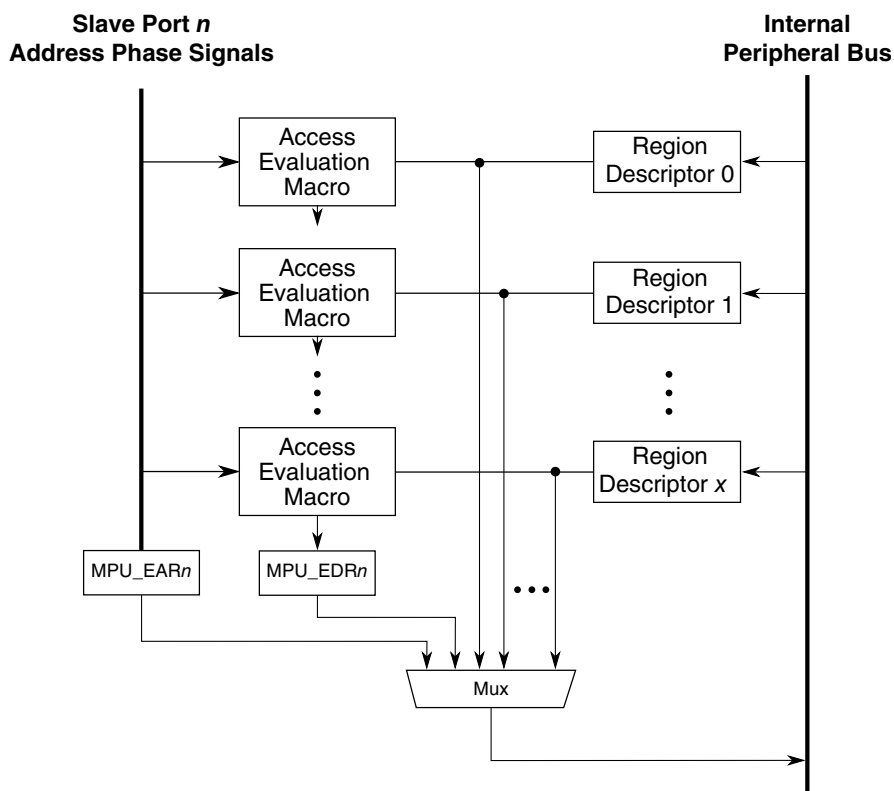 Slave Port n
Address Phase Signals
Internal
Peripheral Bus
Access
Evaluation
Macro
Region
Descriptor 0
Access
Evaluation
Macro
Region
Descriptor 1
Access
Evaluation
Macro
Region
Descriptor x
MPU_EARn
MPU_EDRn
Mux